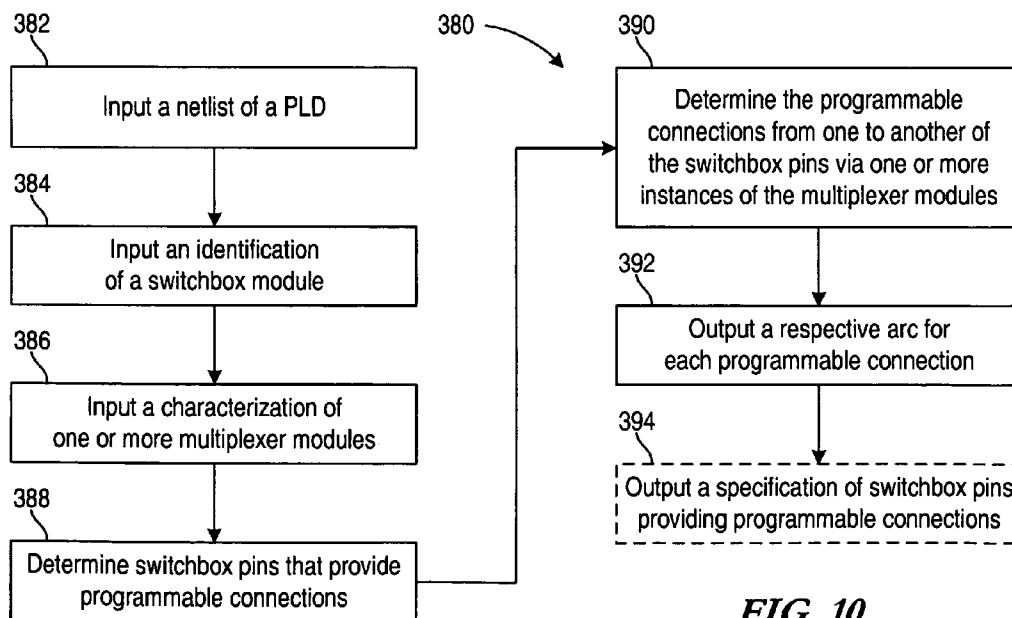 382
Input a netlist of a PLD
384
Input an identification
of a switchbox module
386
Input a characterization of
one or more multiplexer modules
388
Determine switchbox pins that provide
programmable connections
380
390
Determine the programmable
connections from one to another of
the switchbox pins via one or more
instances of the multiplexer modules
392
Output a respective arc for
each programmable connection
394
Output a specification of switchbox pins
providing programmable connections
FIG. 10